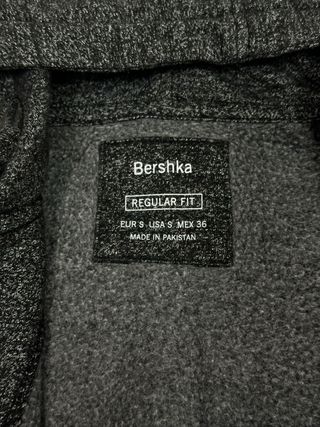 Bershka
REGULAR FIT
EUR S USA S MEX 36
MADE IN PAKISTAN